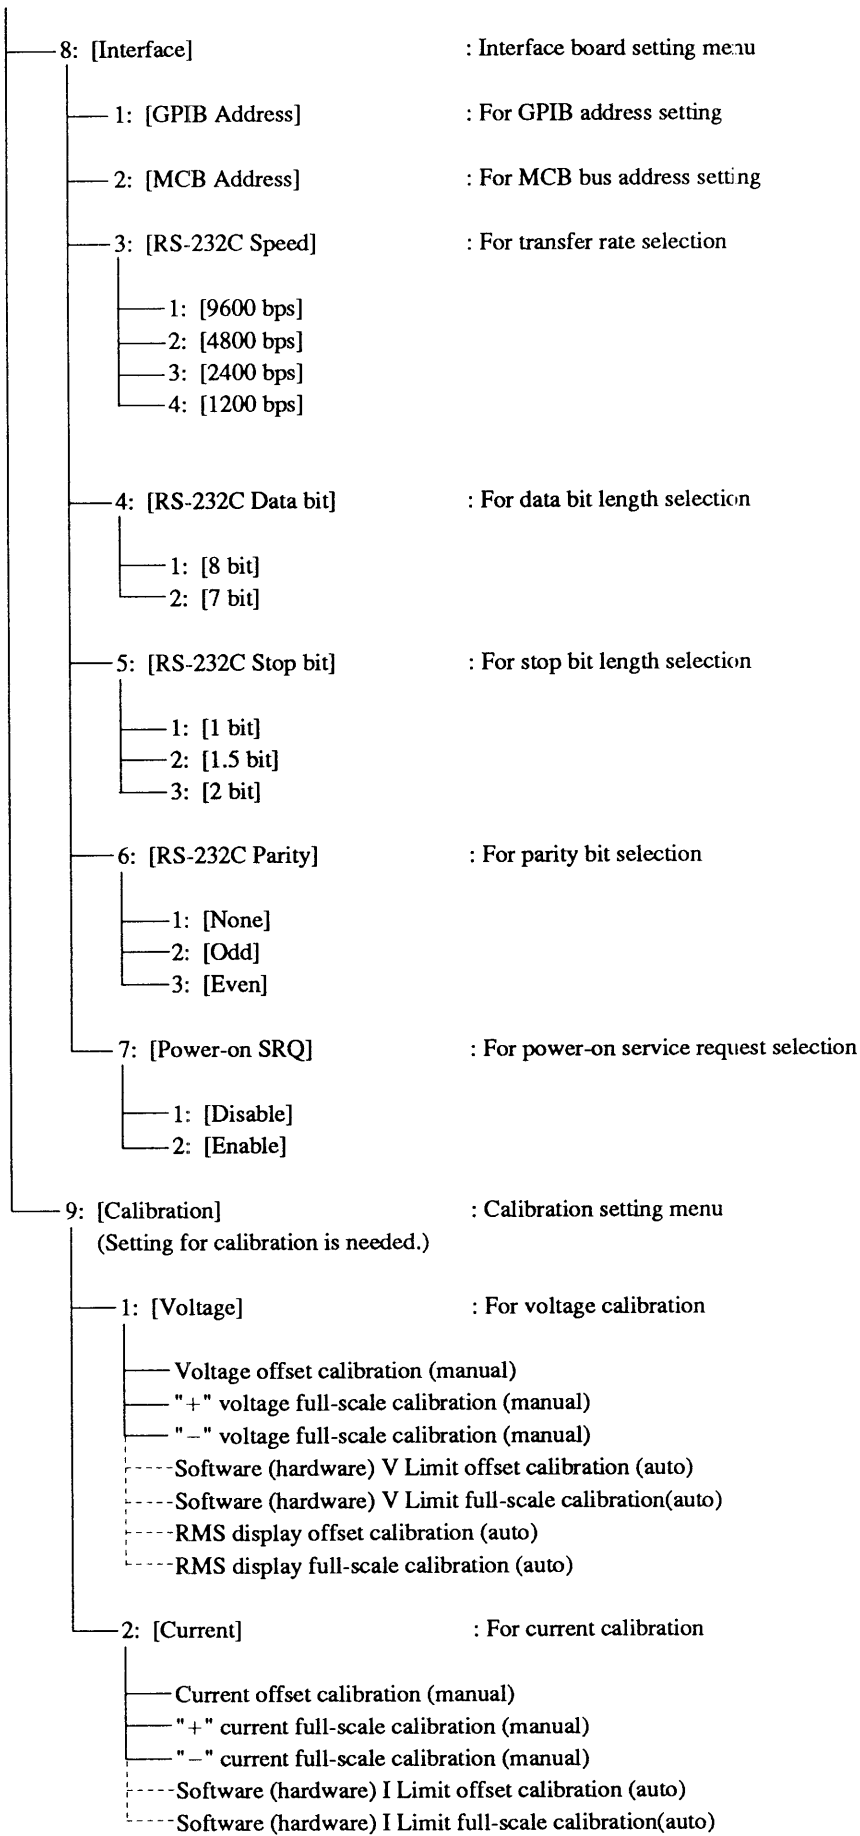 8: [Interface] : Interface board setting menu
1: [GPIB Address] : For GPIB address setting
2: [MCB Address] : For MCB bus address setting
3: [RS-232C Speed] : For transfer rate selection
1: [9600 bps]
2: [4800 bps]
3: [2400 bps]
4: [1200 bps]
4: [RS-232C Data bit] : For data bit length selection
1: [8 bit]
2: [7 bit]
5: [RS-232C Stop bit] : For stop bit length selection
1: [1 bit]
2: [1.5 bit]
3: [2 bit]
6: [RS-232C Parity] : For parity bit selection
1: [None]
2: [Odd]
3: [Even]
7: [Power-on SRQ] : For power-on service request selection
1: [Disable]
2: [Enable]
9: [Calibration] : Calibration setting menu
(Setting for calibration is needed.)
1: [Voltage] : For voltage calibration
Voltage offset calibration (manual)
"+" voltage full-scale calibration (manual)
"−" voltage full-scale calibration (manual)
Software (hardware) V Limit offset calibration (auto)
Software (hardware) V Limit full-scale calibration(auto)
RMS display offset calibration (auto)
RMS display full-scale calibration (auto)
2: [Current] : For current calibration
Current offset calibration (manual)
"+" current full-scale calibration (manual)
"−" current full-scale calibration (manual)
Software (hardware) I Limit offset calibration (auto)
Software (hardware) I Limit full-scale calibration(auto)